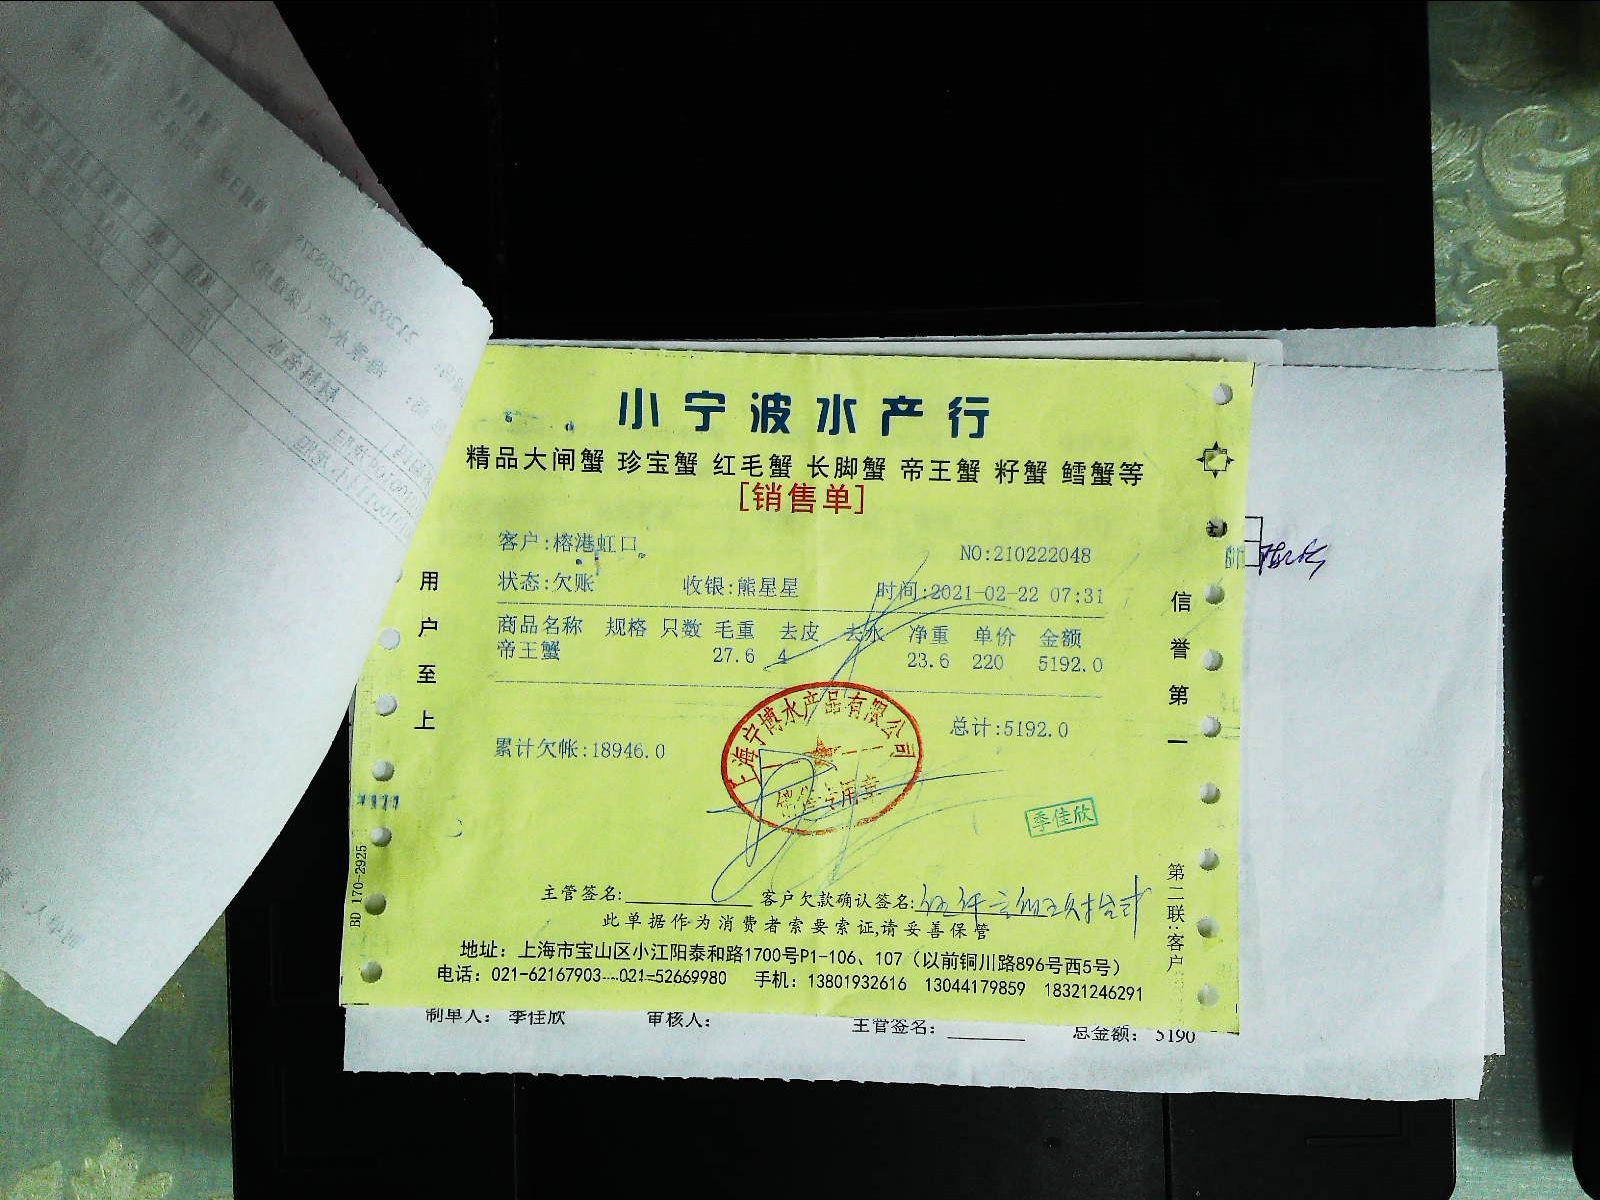 小宁波水产行
精品大闸蟹 珍宝蟹 红毛蟹 长脚蟹 帝王蟹 籽蟹 鳕蟹等
[销售单]
客户:榕港虹口
NO:210222048
状态:欠账 收银:熊星星 时间:2021-02-22 07:31
商品名称 规格 只数 毛重 去皮 去水 净重 单价 金额
帝王蟹 27.6 4 23.6 220 5192.0
总计:5192.0
累计欠帐:18946.0
上海宁博水产品有限公司
季佳欣
主管签名: 客户欠款确认签名:
此单据作为消费者索要索证,请妥善保管
地址：上海市宝山区小江阳泰和路1700号P1-106、107（以前铜川路896号西5号）
电话：021-62167903---021-52669980 手机：13801932616 13044179859 18321246291
用户至上
信誉第一
第二联:客户
BD 170-2925
制单人： 季佳欣 审核人： 主管签名： 总金额： 5190